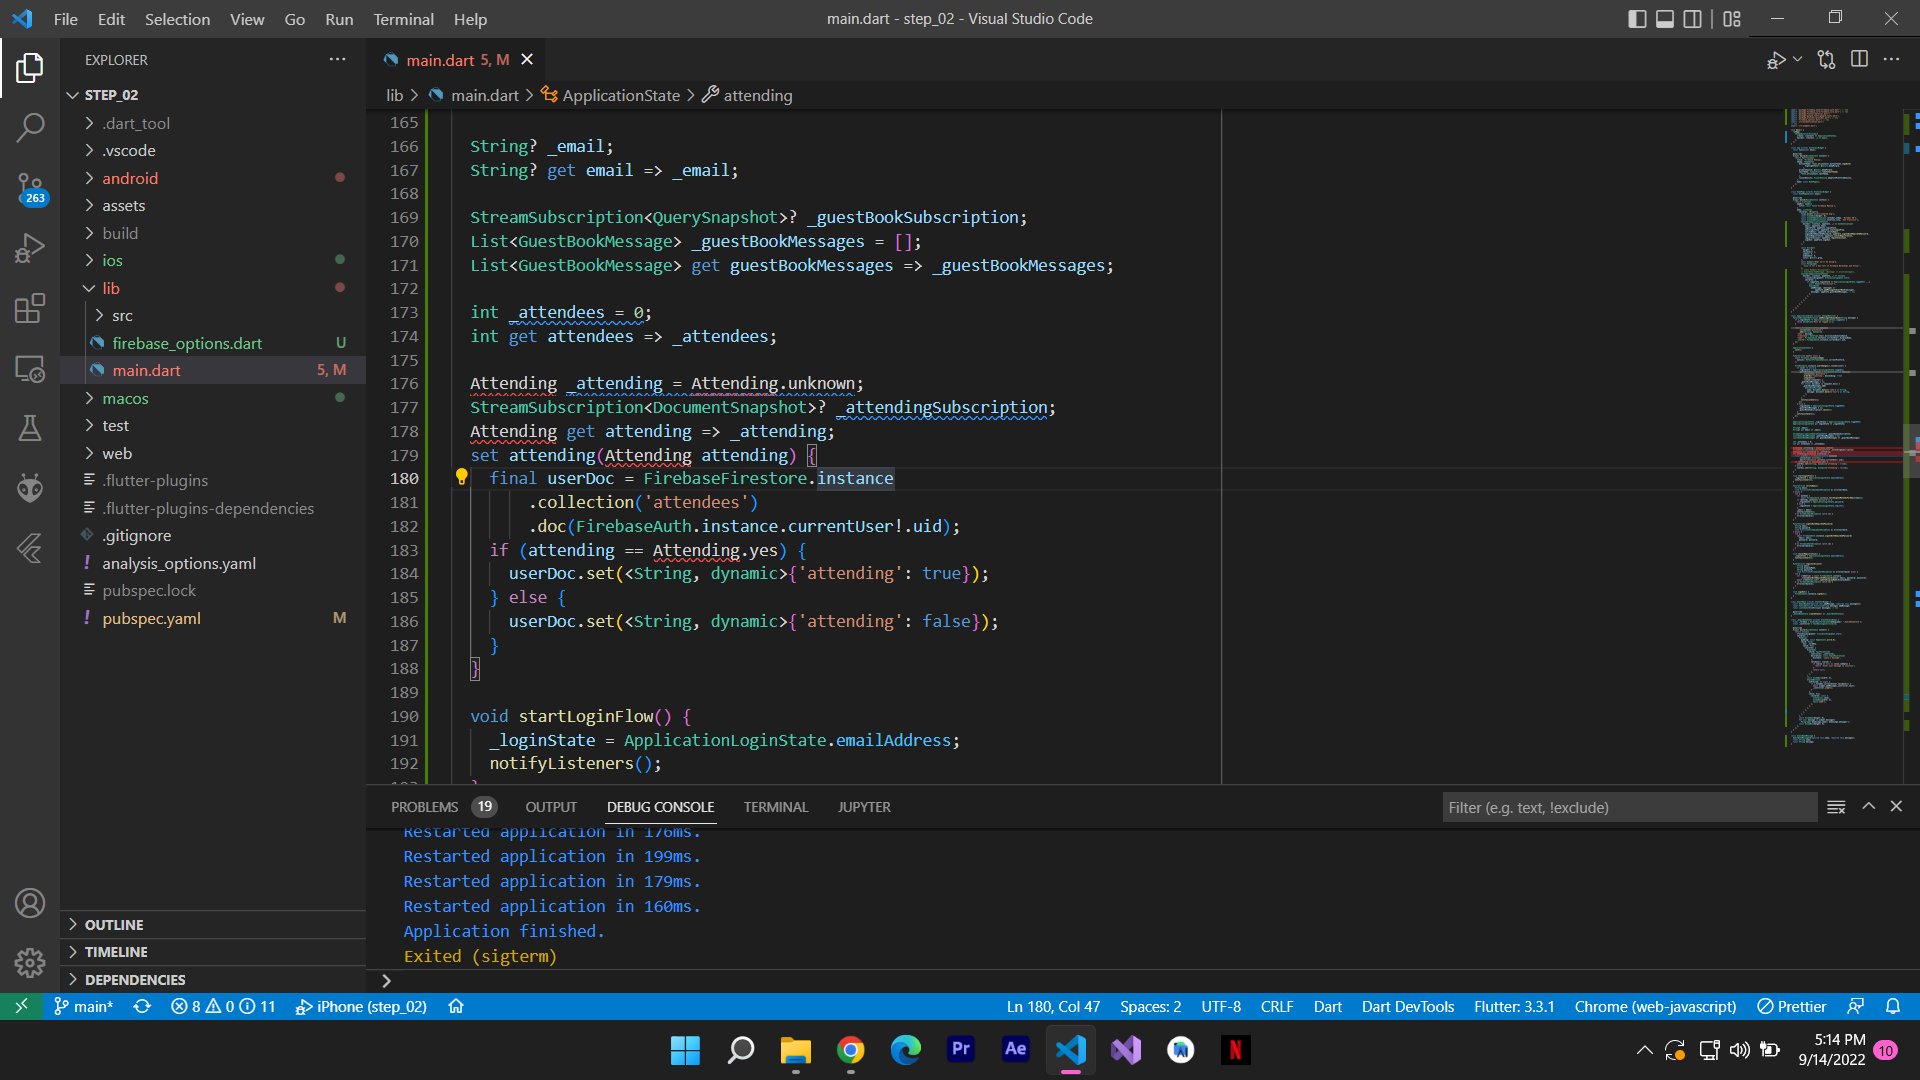 File Edit Selection View Go Run Terminal Help
main.dart - step_02 - Visual Studio Code
EXPLORER
STEP_02
.dart_tool
.vscode
android
assets
build
ios
lib
src
firebase_options.dart U
main.dart 5, M
macos
test
web
.flutter-plugins
.flutter-plugins-dependencies
.gitignore
! analysis_options.yaml
pubspec.lock
! pubspec.yaml M
OUTLINE
TIMELINE
DEPENDENCIES
263
main.dart 5, M
lib > main.dart > ApplicationState > attending
165
166 String? _email;
167 String? get email => _email;
168
169 StreamSubscription<QuerySnapshot>? _guestBookSubscription;
170 List<GuestBookMessage> _guestBookMessages = [];
171 List<GuestBookMessage> get guestBookMessages => _guestBookMessages;
172
173 int _attendees = 0;
174 int get attendees => _attendees;
175
176 Attending _attending = Attending.unknown;
177 StreamSubscription<DocumentSnapshot>? _attendingSubscription;
178 Attending get attending => _attending;
179 set attending(Attending attending) {
180 final userDoc = FirebaseFirestore.instance
181 .collection('attendees')
182 .doc(FirebaseAuth.instance.currentUser!.uid);
183 if (attending == Attending.yes) {
184 userDoc.set(<String, dynamic>{'attending': true});
185 } else {
186 userDoc.set(<String, dynamic>{'attending': false});
187 }
188 }
189
190 void startLoginFlow() {
191 _loginState = ApplicationLoginState.emailAddress;
192 notifyListeners();
PROBLEMS 19 OUTPUT DEBUG CONSOLE TERMINAL JUPYTER
Filter (e.g. text, !exclude)
Restarted application in 176ms.
Restarted application in 199ms.
Restarted application in 179ms.
Restarted application in 160ms.
Application finished.
Exited (sigterm)
main* 8 0 11 iPhone (step_02)
Ln 180, Col 47 Spaces: 2 UTF-8 CRLF Dart Dart DevTools Flutter: 3.3.1 Chrome (web-javascript) Prettier
Pr Ae N
5:14 PM
9/14/2022
10